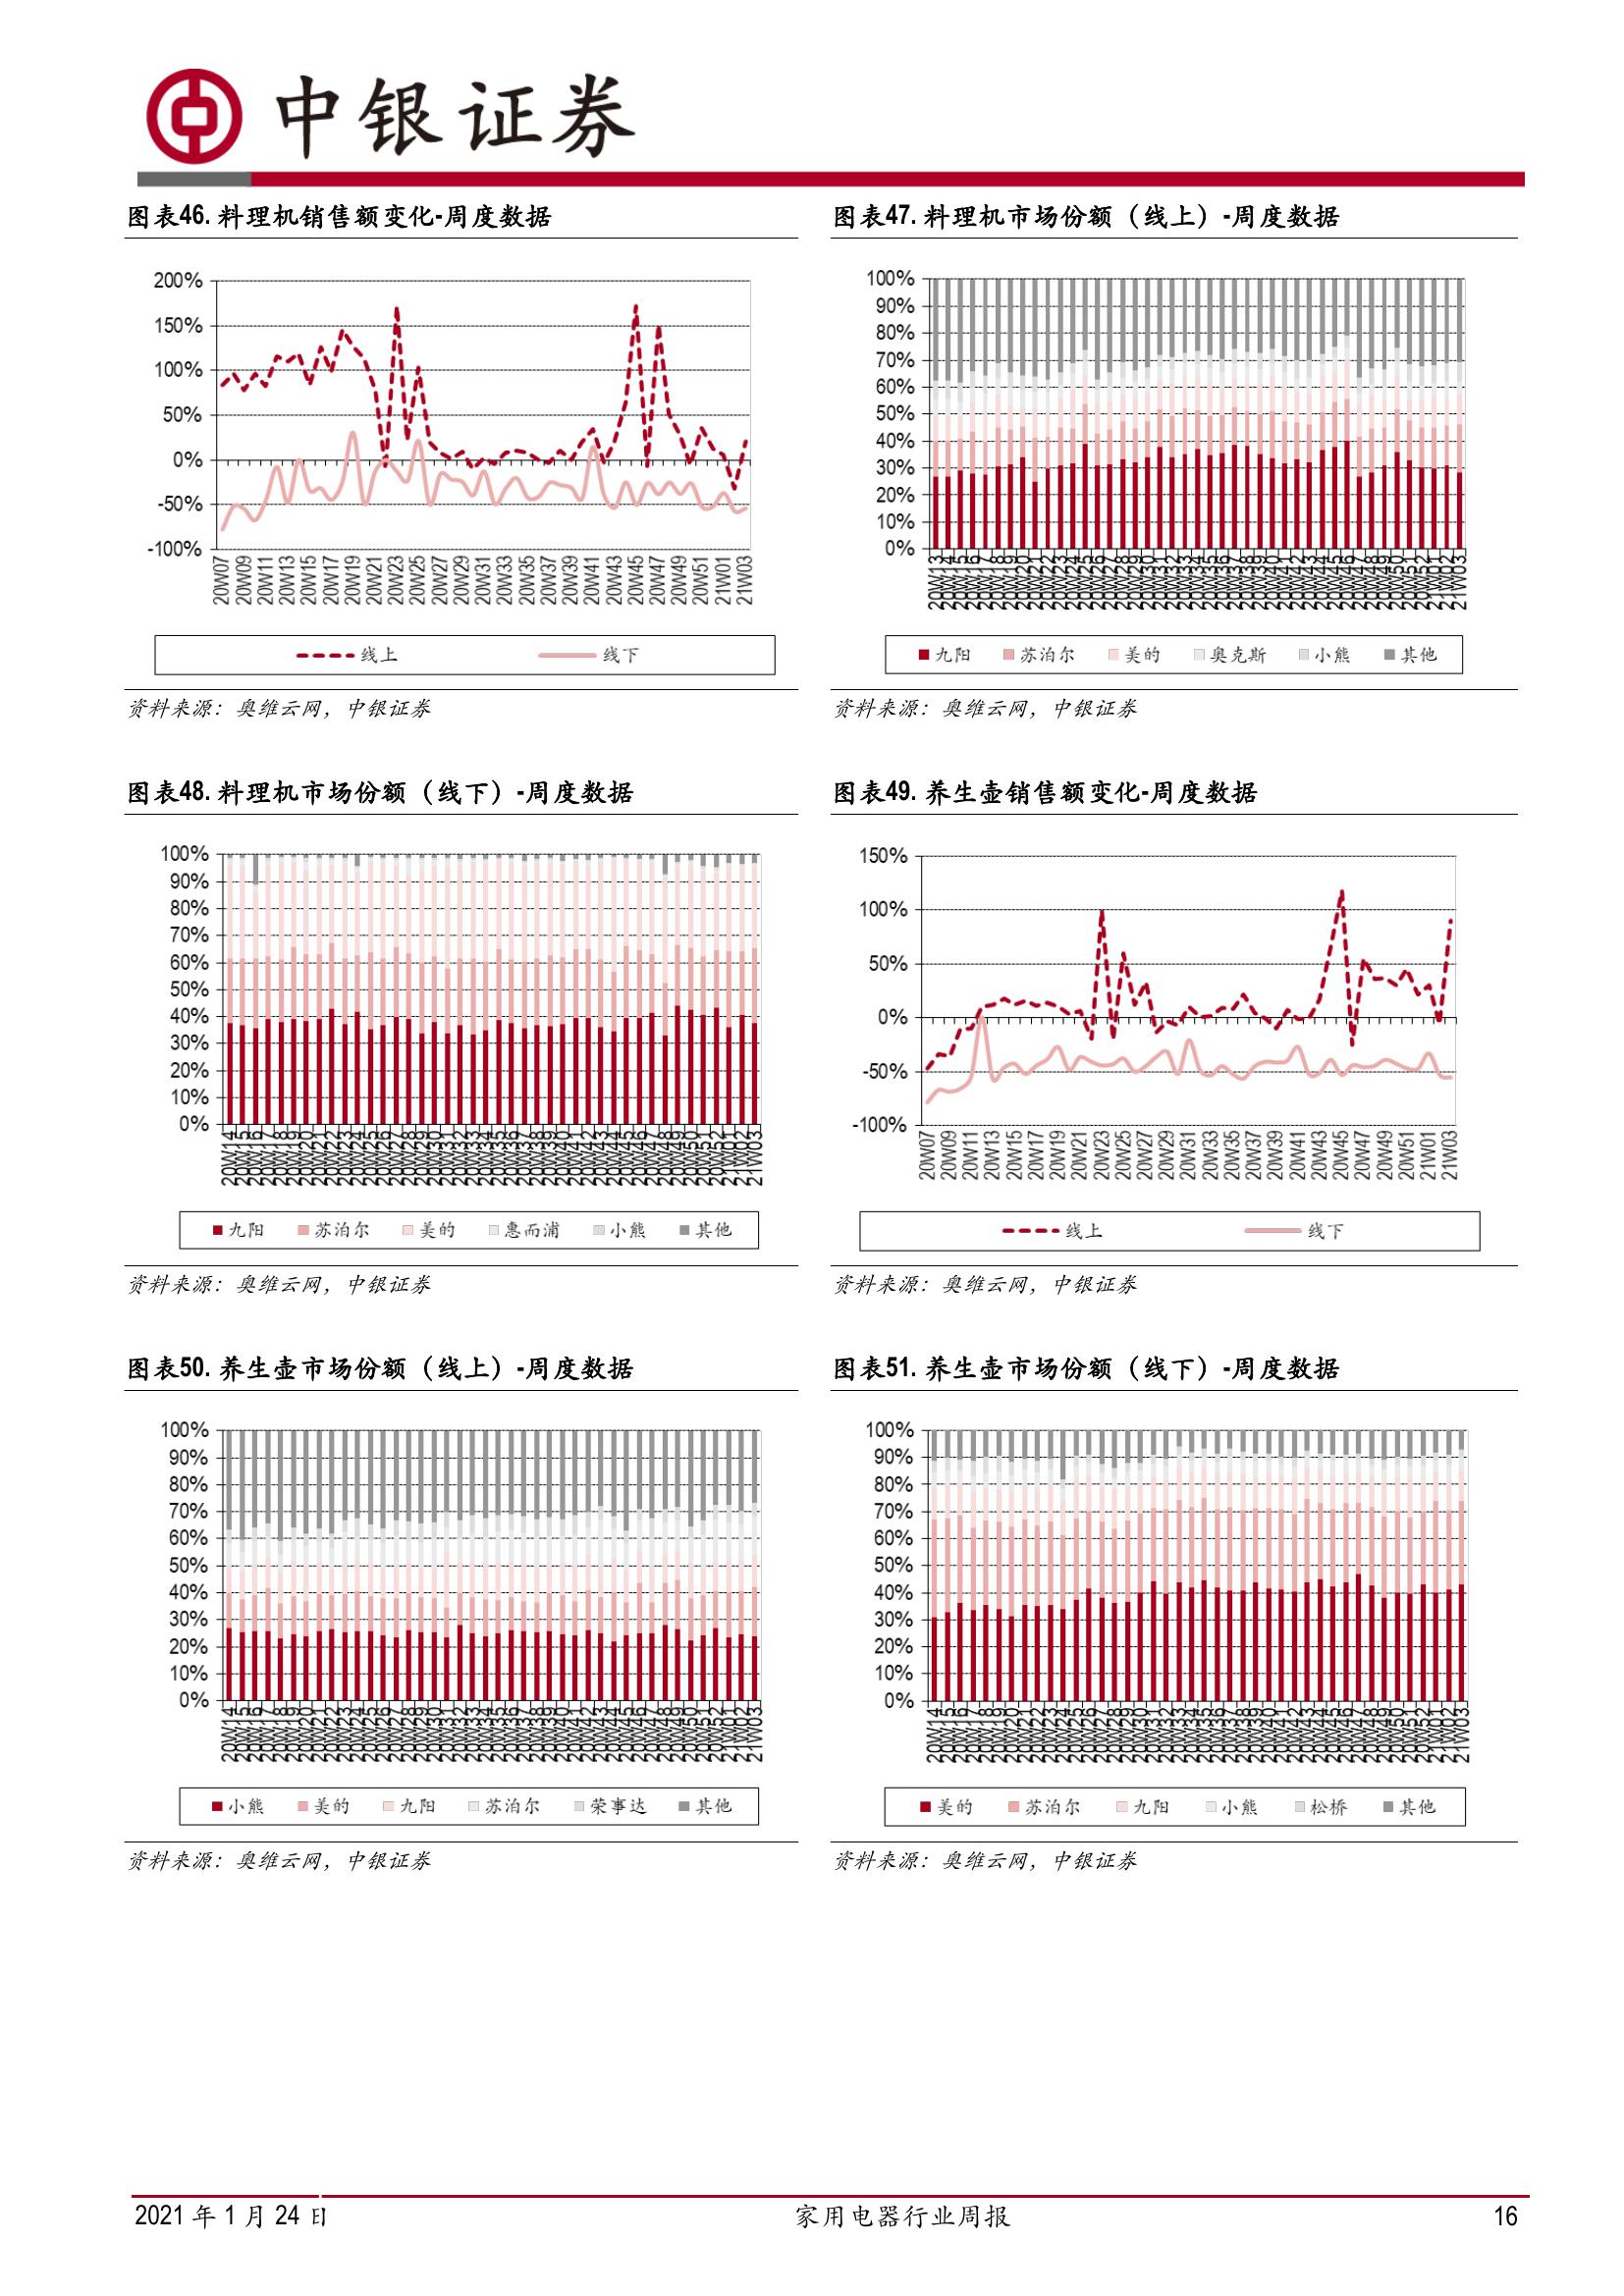 中银证券
图表46. 料理机销售额变化-周度数据
200%
150%
100%
50%
0%
-50%
-100%
20W07 20W09 20W11 20W13 20W15 20W17 20W19 20W21 20W23 20W25 20W27 20W29 20W31 20W33 20W35 20W37 20W39 20W41 20W43 20W45 20W47 20W49 20W51 21W01 21W03
线上 线下
资料来源：奥维云网，中银证券
图表47. 料理机市场份额（线上）-周度数据
100%
90%
80%
70%
60%
50%
40%
30%
20%
10%
0%
九阳 苏泊尔 美的 奥克斯 小熊 其他
资料来源：奥维云网，中银证券
图表48. 料理机市场份额（线下）-周度数据
100%
90%
80%
70%
60%
50%
40%
30%
20%
10%
0%
九阳 苏泊尔 美的 惠而浦 小熊 其他
资料来源：奥维云网，中银证券
图表49. 养生壶销售额变化-周度数据
150%
100%
50%
0%
-50%
-100%
20W07 20W09 20W11 20W13 20W15 20W17 20W19 20W21 20W23 20W25 20W27 20W29 20W31 20W33 20W35 20W37 20W39 20W41 20W43 20W45 20W47 20W49 20W51 21W01 21W03
线上 线下
资料来源：奥维云网，中银证券
图表50. 养生壶市场份额（线上）-周度数据
100%
90%
80%
70%
60%
50%
40%
30%
20%
10%
0%
小熊 美的 九阳 苏泊尔 荣事达 其他
资料来源：奥维云网，中银证券
图表51. 养生壶市场份额（线下）-周度数据
100%
90%
80%
70%
60%
50%
40%
30%
20%
10%
0%
美的 苏泊尔 九阳 小熊 松桥 其他
资料来源：奥维云网，中银证券
2021 年 1 月 24 日 家用电器行业周报 16